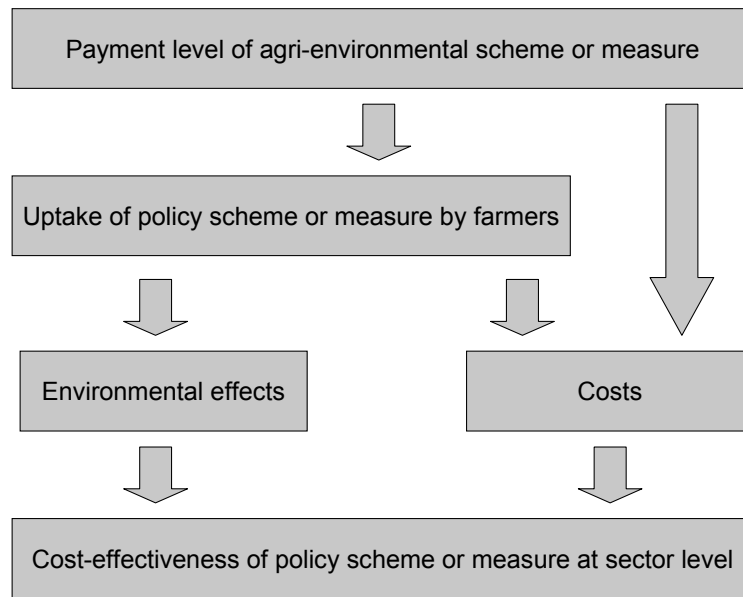 Payment level of agri-environmental scheme or measure
Uptake of policy scheme or measure by farmers
Environmental effects
Costs
Cost-effectiveness of policy scheme or measure at sector level